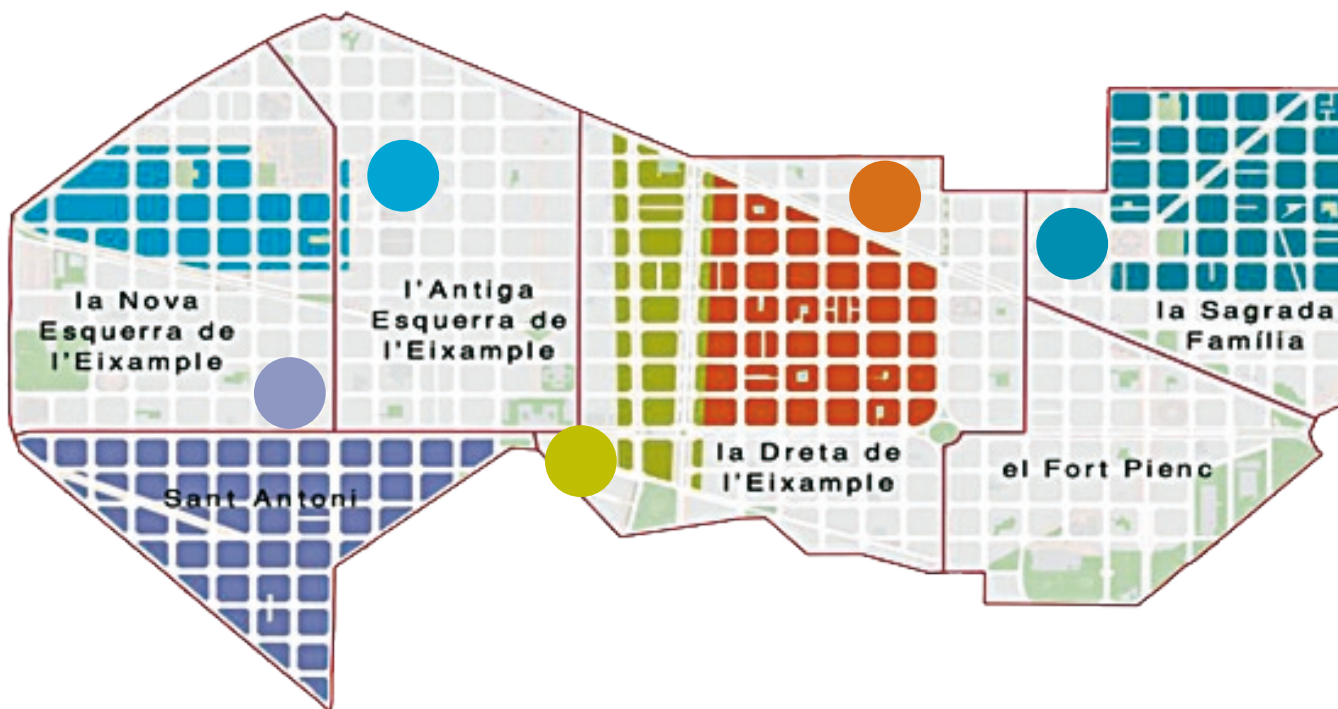 la Nova
Esquerra de
l'Eixample
l'Antiga
Esquerra de
l'Eixample
la Sagrada
Família
la Dreta de
l'Eixample
el Fort Pienc
Sant Antoni